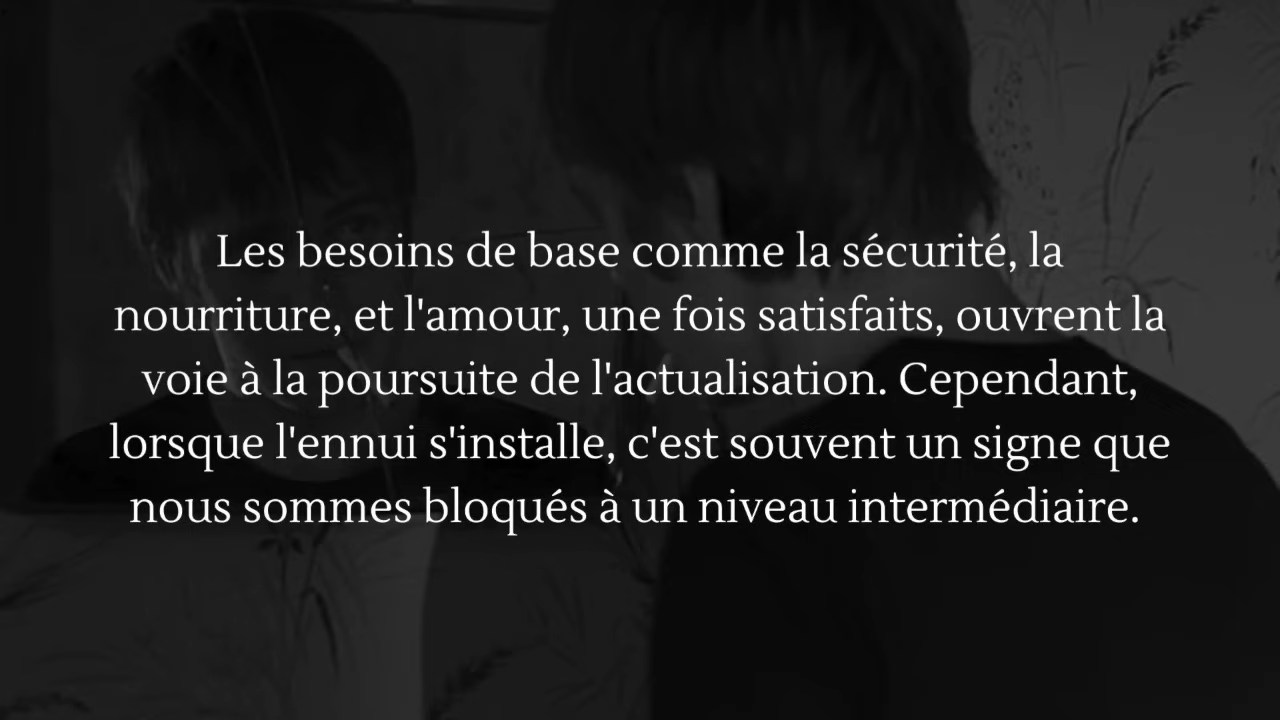 Les besoins de base comme la sécurité, la
nourriture, et l'amour, une fois satisfaits, ouvrent la
voie à la poursuite de l'actualisation. Cependant,
lorsque l'ennui s'installe, c'est souvent un signe que
nous sommes bloqués à un niveau intermédiaire.